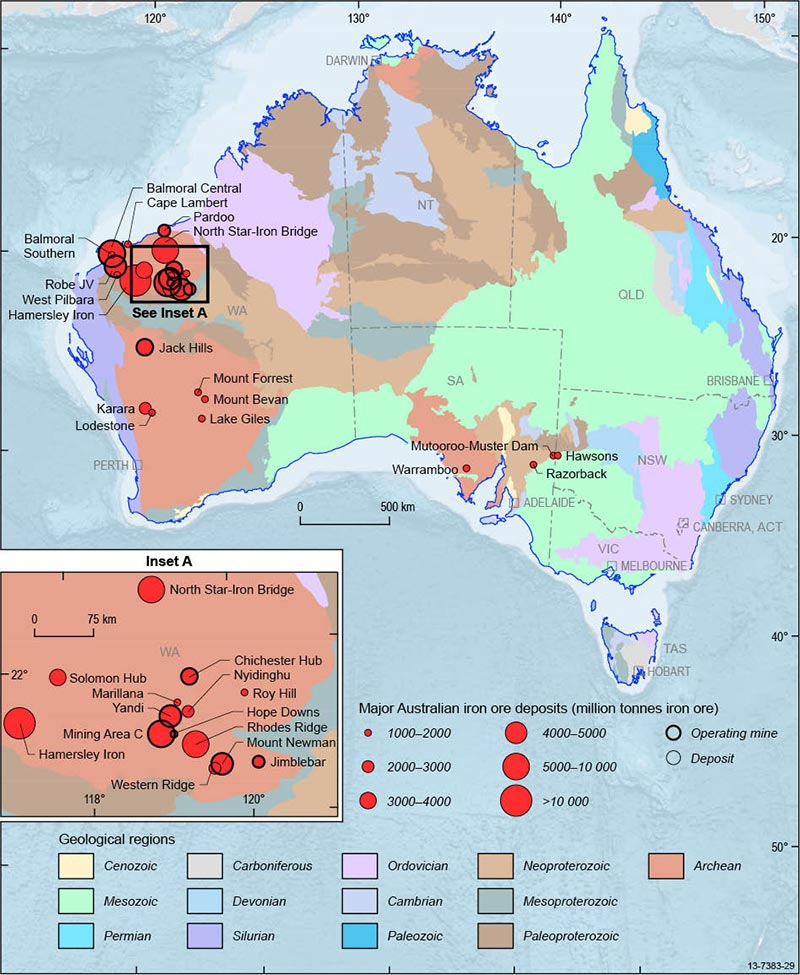 120°
130°
140°
150°
DARWIN
Balmoral Central
Cape Lambert
Pardoo
North Star-Iron Bridge
Balmoral
Southern
NT
20°
Robe JV
West Pilbara
Hamersley Iron
See Inset A
WA
QLD
Jack Hills
SA
Mount Forrest
Mount Bevan
BRISBANE
Karara
Lodestone
Lake Giles
30°
Mutooroo-Muster Dam
Hawsons
NSW
PERTH
Warramboo
Razorback
0 500 km
ADELAIDE
SYDNEY
CANBERRA, ACT
VIC
MELBOURNE
Inset A
North Star-Iron Bridge
0 75 km
40°
TAS
HOBART
WA
Chichester Hub
22°
Solomon Hub
Nyidinghu
Marillana
Roy Hill
Yandi
Hope Downs
Mining Area C
Rhodes Ridge
Hamersley Iron
Mount Newman
Western Ridge
Jimblebar
118°
120°
Major Australian iron ore deposits (million tonnes iron ore)
1000–2000
4000–5000
Operating mine
2000–3000
5000–10 000
Deposit
3000–4000
>10 000
50°
Geological regions
Cenozoic
Carboniferous
Ordovician
Neoproterozoic
Archean
Mesozoic
Devonian
Cambrian
Mesoproterozoic
Permian
Silurian
Paleozoic
Paleoproterozoic
13-7383-29